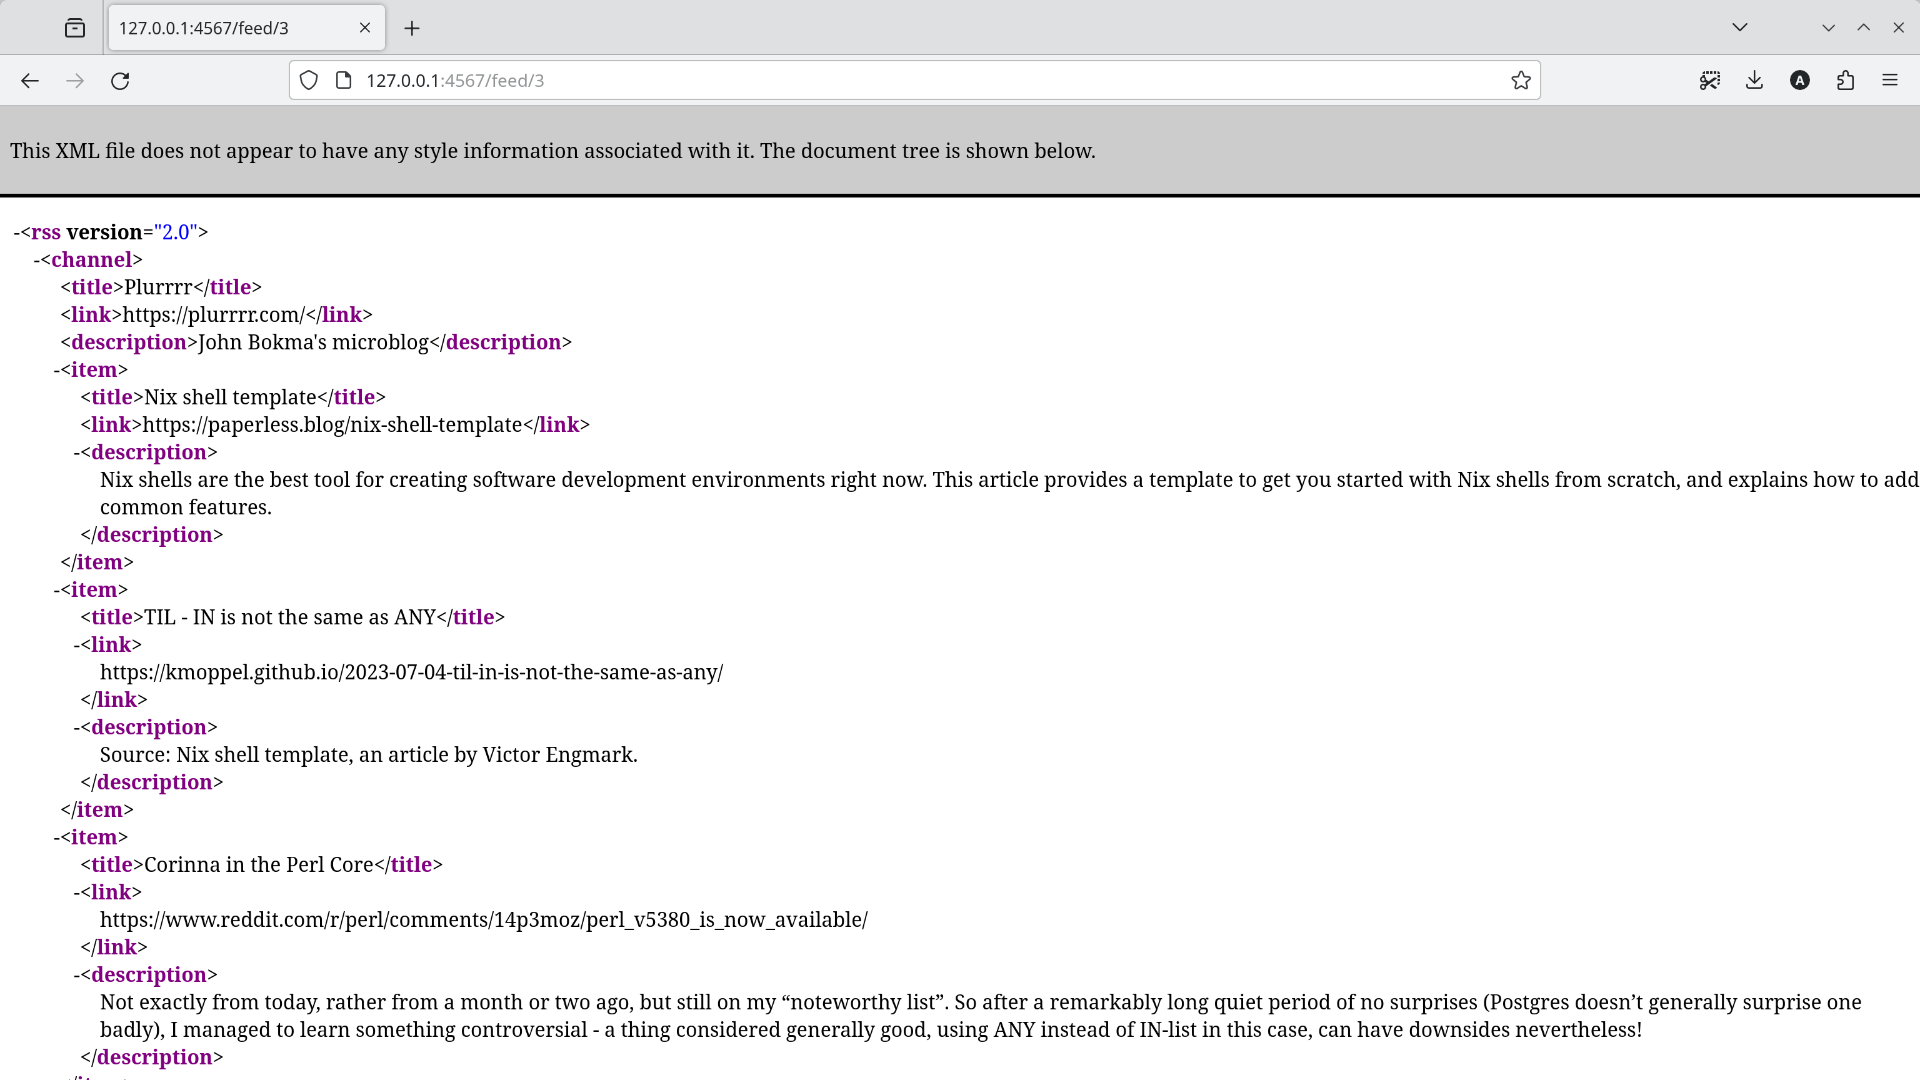 127.0.0.1:4567/feed/3
127.0.0.1:4567/feed/3
A
This XML file does not appear to have any style information associated with it. The document tree is shown below.
-<rss version="2.0">
-<channel>
<title>Plurrrr</title>
<link>https://plurrrr.com/</link>
<description>John Bokma's microblog</description>
-<item>
<title>Nix shell template</title>
<link>https://paperless.blog/nix-shell-template</link>
-<description>
Nix shells are the best tool for creating software development environments right now. This article provides a template to get you started with Nix shells from scratch, and explains how to add
common features.
</description>
</item>
-<item>
<title>TIL - IN is not the same as ANY</title>
-<link>
https://kmoppel.github.io/2023-07-04-til-in-is-not-the-same-as-any/
</link>
-<description>
Source: Nix shell template, an article by Victor Engmark.
</description>
</item>
-<item>
<title>Corinna in the Perl Core</title>
-<link>
https://www.reddit.com/r/perl/comments/14p3moz/perl_v5380_is_now_available/
</link>
-<description>
Not exactly from today, rather from a month or two ago, but still on my “noteworthy list”. So after a remarkably long quiet period of no surprises (Postgres doesn’t generally surprise one
badly), I managed to learn something controversial - a thing considered generally good, using ANY instead of IN-list in this case, can have downsides nevertheless!
</description>